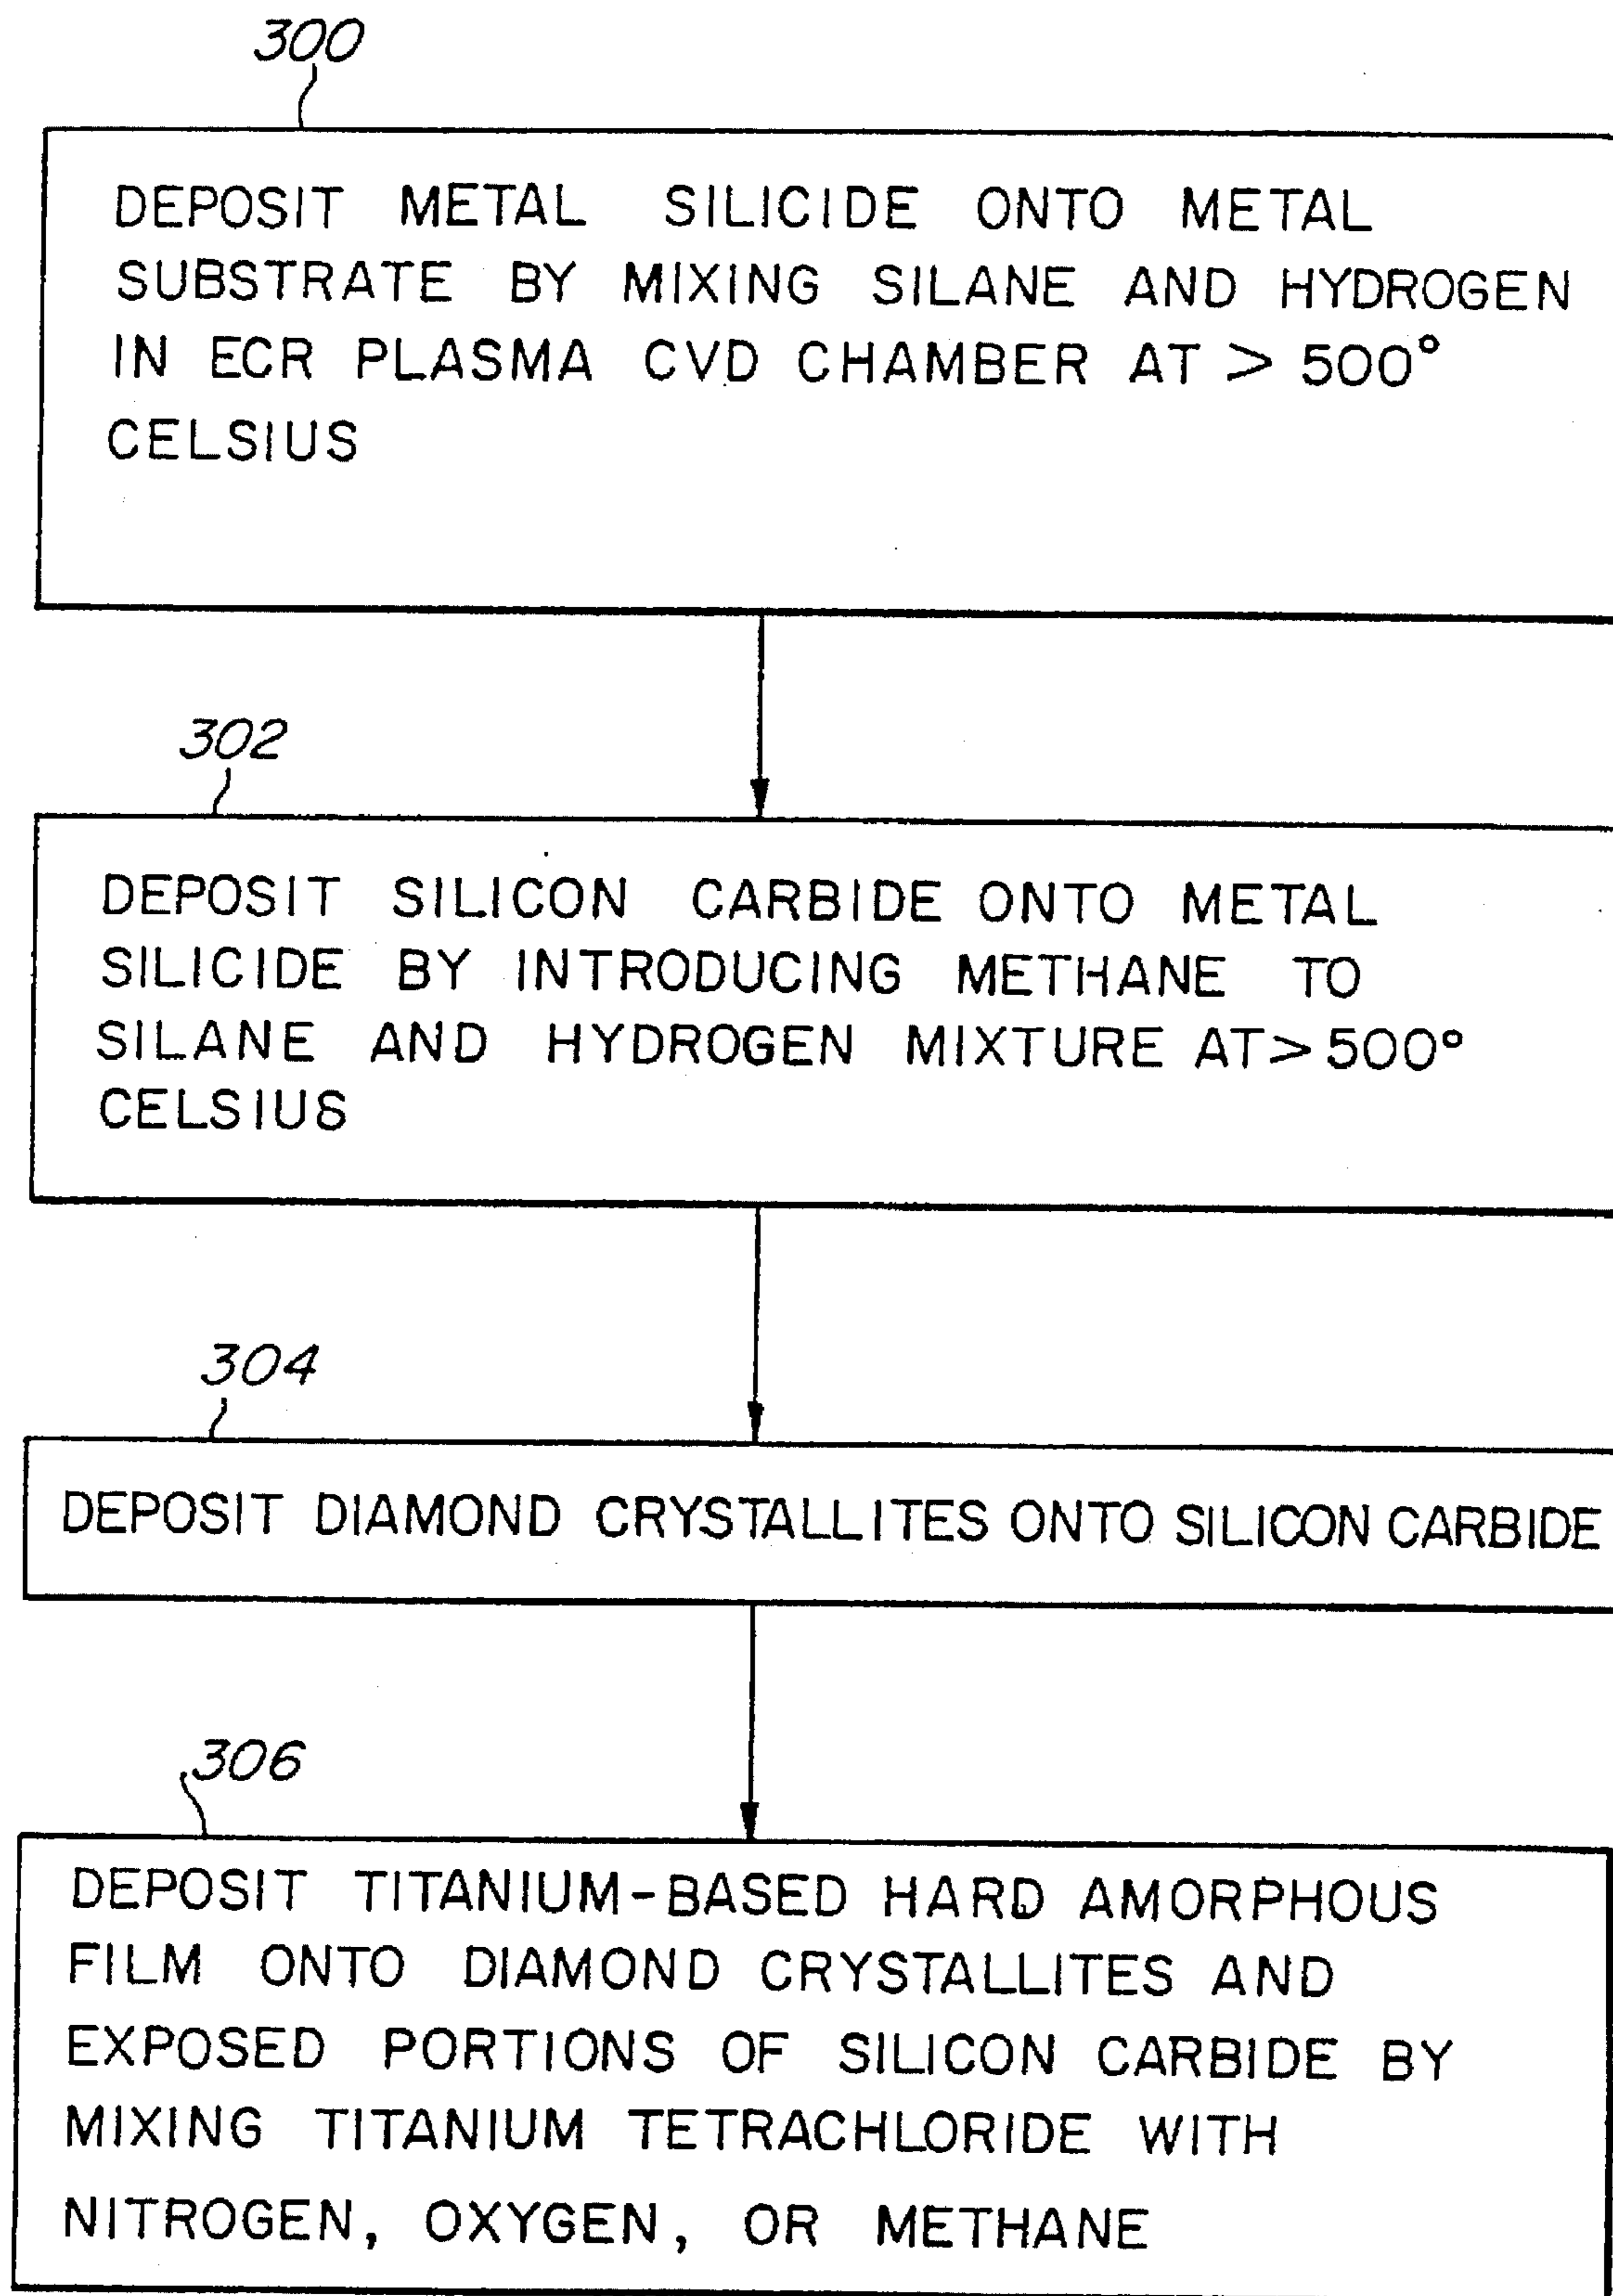 300
DEPOSIT METAL SILICIDE ONTO METAL
SUBSTRATE BY MIXING SILANE AND HYDROGEN
IN ECR PLASMA CVD CHAMBER AT > 500°
CELSIUS
302
DEPOSIT SILICON CARBIDE ONTO METAL
SILICIDE BY INTRODUCING METHANE TO
SILANE AND HYDROGEN MIXTURE AT > 500°
CELSIUS
304
DEPOSIT DIAMOND CRYSTALLITES ONTO SILICON CARBIDE
306
DEPOSIT TITANIUM-BASED HARD AMORPHOUS
FILM ONTO DIAMOND CRYSTALLITES AND
EXPOSED PORTIONS OF SILICON CARBIDE BY
MIXING TITANIUM TETRACHLORIDE WITH
NITROGEN, OXYGEN, OR METHANE